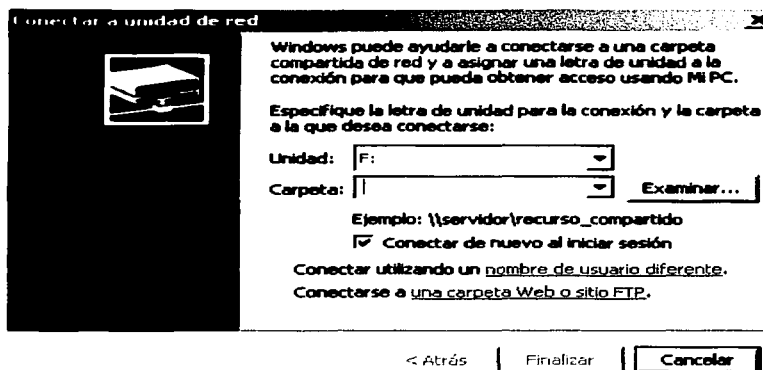 Conectar a unidad de red
Windows puede ayudarle a conectarse a una carpeta
compartida de red y a asignar una letra de unidad a la
conexión para que pueda obtener acceso usando Mi PC.
Especifique la letra de unidad para la conexión y la carpeta
a la que desea conectarse:
Unidad: F:
Carpeta: Examinar...
Ejemplo: \\servidor\recurso_compartido
Conectar de nuevo al iniciar sesión
Conectar utilizando un nombre de usuario diferente.
Conectarse a una carpeta Web o sitio FTP.
< Atrás Finalizar Cancelar